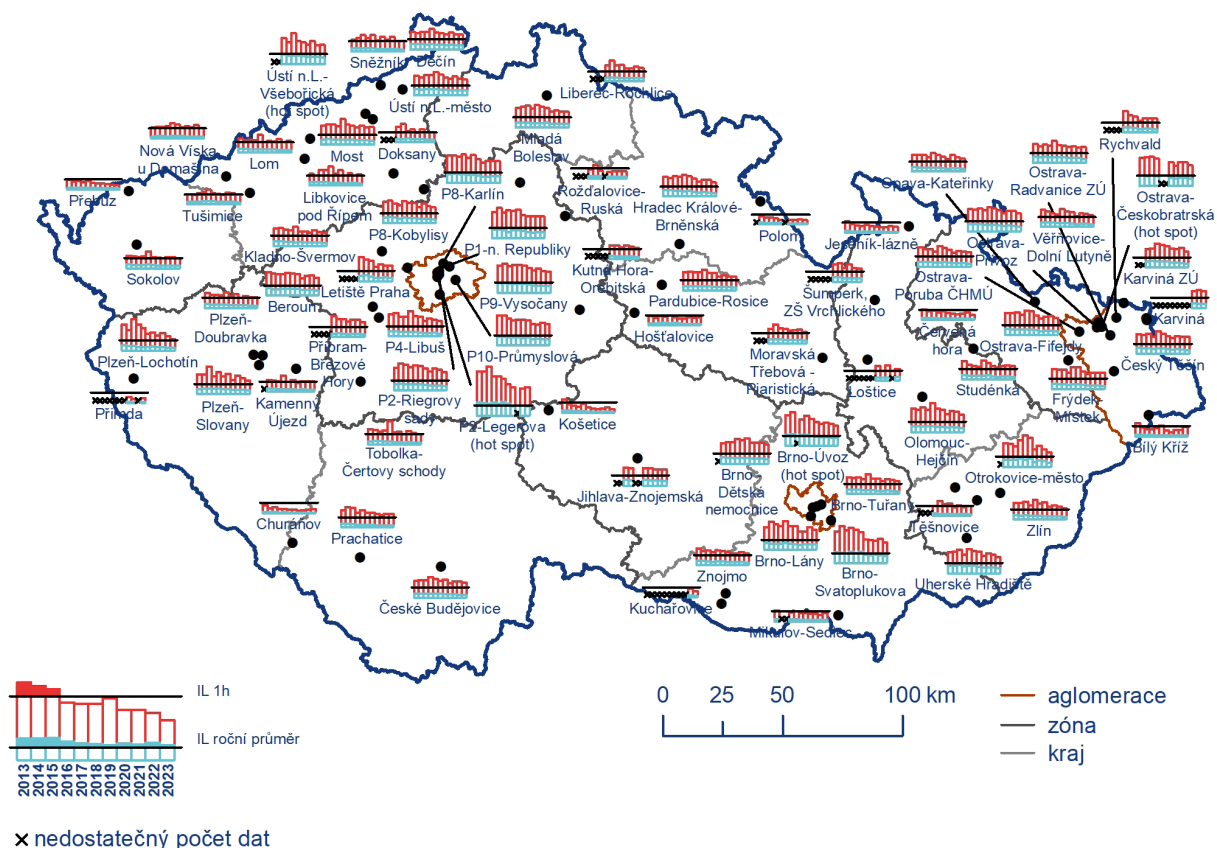 Ústí n.L.-
Všebořická
(hot spot)
Sněžník
Děčín
Ústí n.L.-město
Liberec-Rochlice
Nová Víska
u Domašína
Lom
Most
Doksany
Mladá
Boleslav
Rychvald
Přebuz
Tušimice
Libkovice
pod Řípem
P8-Karlín
Rožďalovice-
Ruská
Hradec Králové-
Brněnská
Opava-Kateřinky
Ostrava-
Radvanice ZÚ
Ostrava-
Českobratrská
(hot spot)
Sokolov
Kladno-Švermov
P8-Kobylisy
P1-n. Republiky
Polom
Jeseník-lázně
Ostrava-
Přívoz
Věřňovice-
Dolní Lutyně
Karviná ZÚ
Plzeň-
Doubravka
Beroun
Letiště Praha
P9-Vysočany
Kutná Hora-
Orebitská
Pardubice-Rosice
Šumperk,
ZŠ Vrchlického
Ostrava-
Poruba ČHMÚ
Karviná
Plzeň-Lochotín
Příbram-
Březové
Hory
P4-Libuš
P10-Průmyslová
Hošťalovice
Moravská
Třebová -
Piaristická
Červená
hora
Ostrava-Fifejdy
Český Těšín
Přimda
Plzeň-
Slovany
Kamenný
Újezd
P2-Riegrovy
sady
P2-Legerova
(hot spot)
Košetice
Loštice
Studénka
Frýdek-
Místek
Tobolka-
Čertovy schody
Brno-Úvoz
(hot spot)
Olomouc-
Hejčín
Bílý Kříž
Jihlava-Znojemská
Brno -
Dětská
nemocnice
Brno-Tuřany
Otrokovice-město
Churáňov
Prachatice
Těšnovice
Zlín
České Budějovice
Znojmo
Brno-Lány
Brno-
Svatoplukova
Uherské Hradiště
Kuchařovice
Mikulov-Sedlec
IL 1h
IL roční průměr
2013
2014
2015
2016
2017
2018
2019
2020
2021
2022
2023
0 25 50 100 km
aglomerace
zóna
kraj
× nedostatečný počet dat